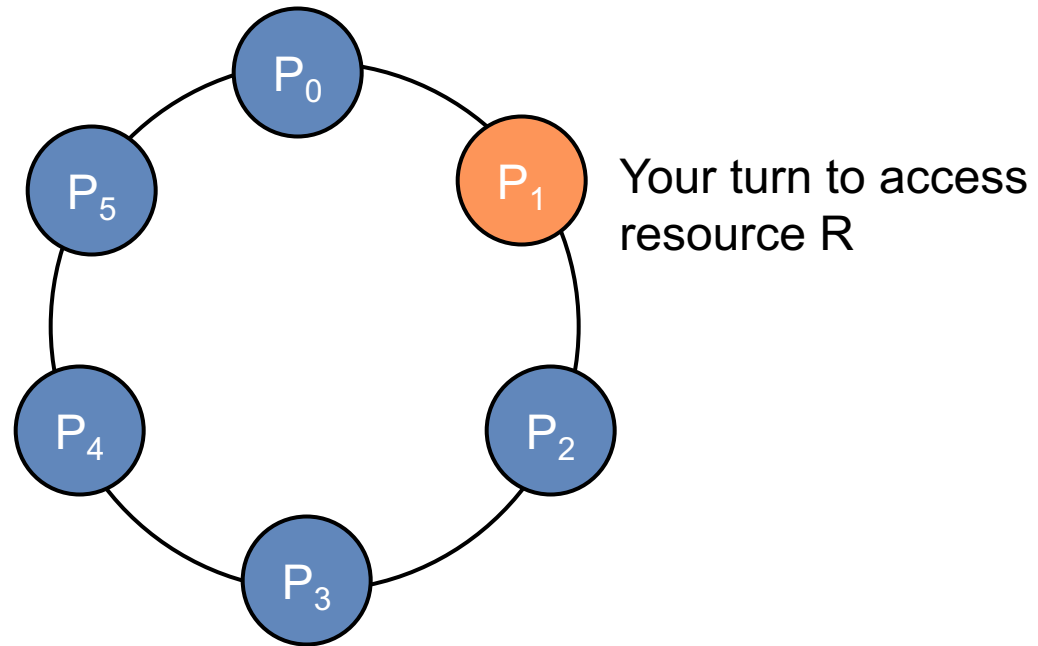 P₀
P₁
Your turn to access
resource R
P₅
P₄
P₂
P₃